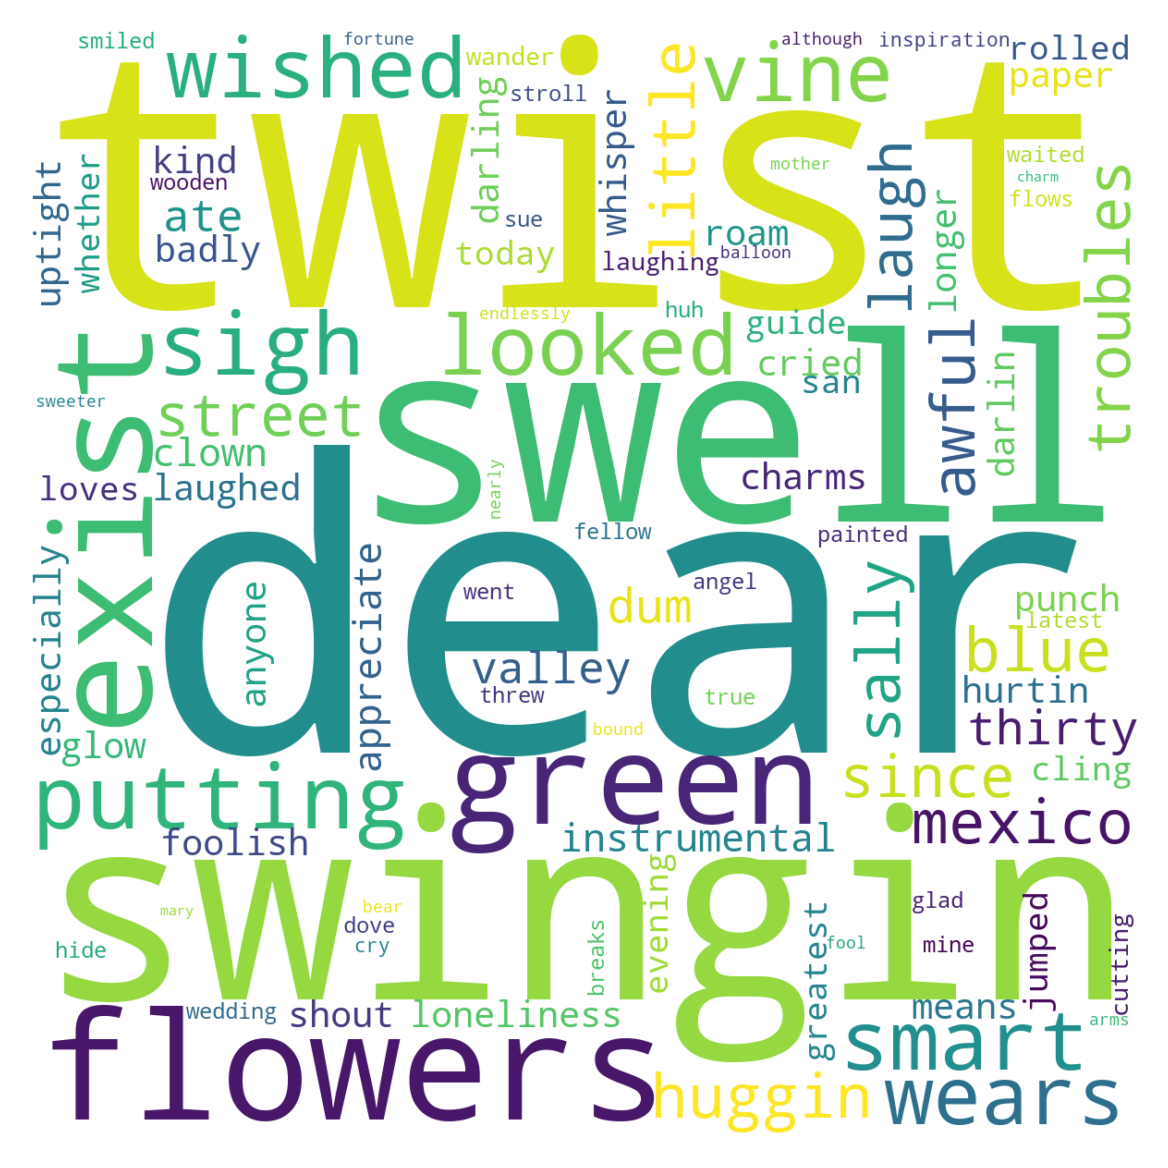 smiled
fortune
although
inspiration
rolled
wished
wander
vine
paper
stroll
little
twist
whisper
darling
uptight
whether
kind
wooden
ate
badly
sue
today
mother
waited
charm
flows
laugh
longer
troubles
roam
laughing
balloon
endlessly
huh
sigh
looked
guide
cried
san
awful
darlin
exist
sweeter
street
swell
clown
loves
laughed
nearly
charms
fellow
painted
dear
especially
anyone
appreciate
went
angel
dum
valley
threw
true
bound
sally
punch
latest
blue
hurtin
thirty
glow
green
since
cling
putting
mexico
foolish
instrumental
swingin
evening
mary
bear
dove
cry
hide
breaks
greatest
fool
glad
mine
jumped
cutting
wedding
shout
loneliness
means
arms
flowers
smart
huggin
wears